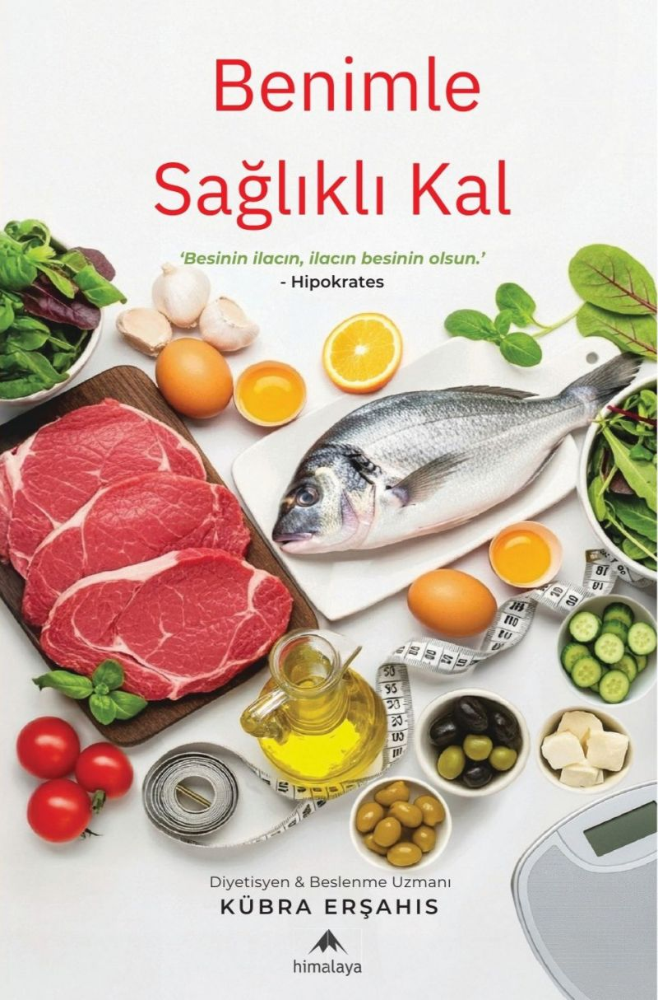 Benimle
Sağlıklı Kal
‘Besinin ilacın, ilacın besinin olsun.’
- Hipokrates
Diyetisyen & Beslenme Uzmanı
KÜBRA ERŞAHIS
himalaya